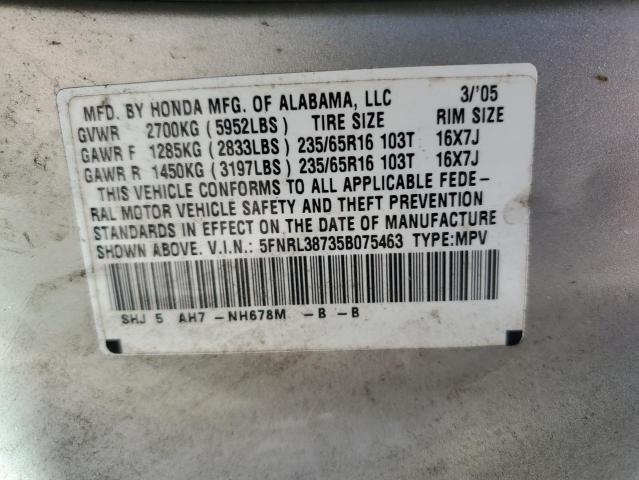 MFD. BY HONDA MFG. OF ALABAMA, LLC 3/'05
GVWR 2700KG (5952LBS) TIRE SIZE RIM SIZE
GAWR F 1285KG (2833LBS) 235/65R16 103T 16X7J
GAWR R 1450KG (3197LBS) 235/65R16 103T 16X7J
THIS VEHICLE CONFORMS TO ALL APPLICABLE FEDE-
RAL MOTOR VEHICLE SAFETY AND THEFT PREVENTION
STANDARDS IN EFFECT ON THE DATE OF MANUFACTURE
SHOWN ABOVE. V.I.N.: 5FNRL38735B075463 TYPE:MPV
SHJ 5 AH7 -NH678M -B -B